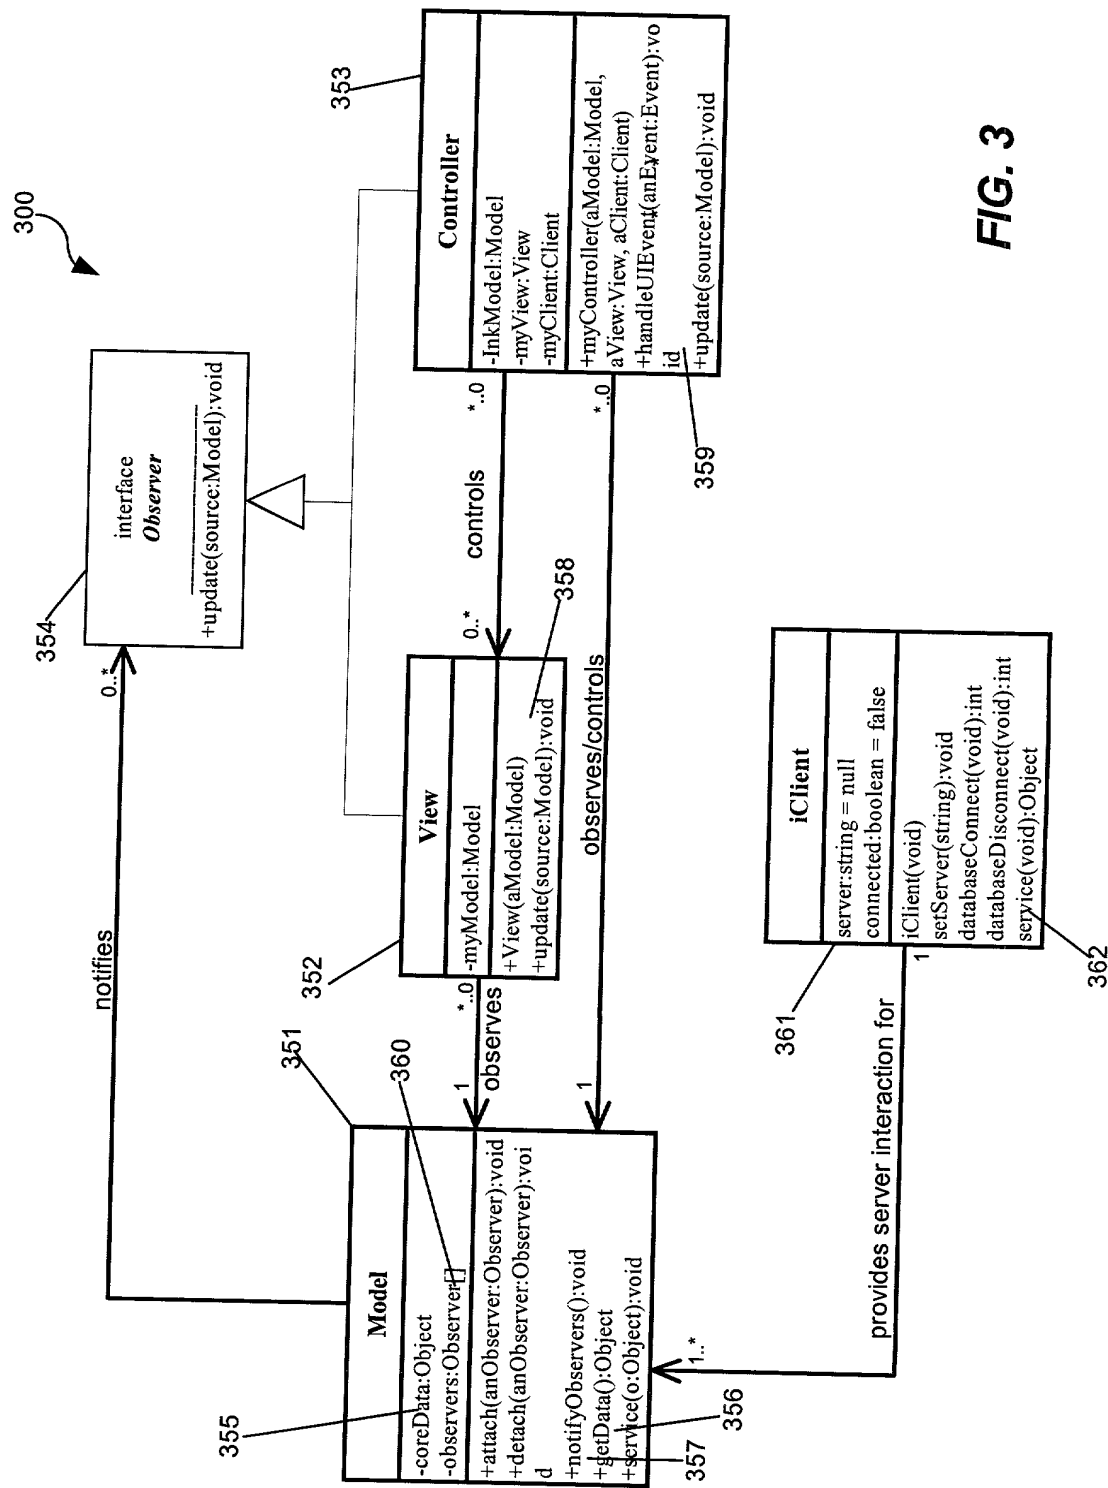 300
354
interface
Observer
+update(source:Model):void
notifies
0..*
353
Controller
-InkModel:Model
-myView:View
-myClient:Client
+myController(aModel:Model,
aView:View, aClient:Client)
+handleUIEvent(anEvent:Event):vo
id
+update(source:Model):void
359
*..0
controls
0..*
*..0
observes/controls
1
352
View
-myModel:Model
+View(aModel:Model)
+update(source:Model):void
358
*..0
observes
1
351
360
Model
-coreData:Object
-observers:Observer[]
+attach(anObserver:Observer):void
+detach(anObserver:Observer):voi
d
+notifyObservers():void
+getData():Object
+service(o:Object):void
355
357
356
1..*
provides server interaction for
1
361
iClient
server:string = null
connected:boolean = false
iClient(void)
setServer(string):void
databaseConnect(void):int
databaseDisconnect(void):int
service(void):Object
362
FIG. 3